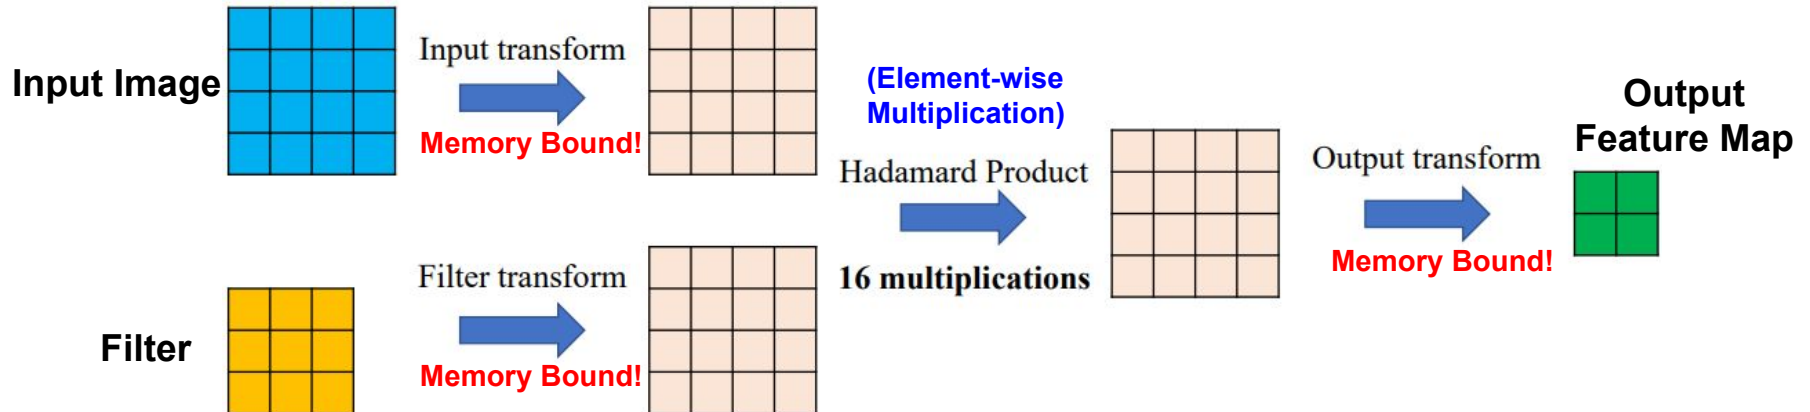 Input Image
Input transform
Memory Bound!
(Element-wise
Multiplication)
Hadamard Product
16 multiplications
Output transform
Memory Bound!
Output
Feature Map
Filter
Filter transform
Memory Bound!